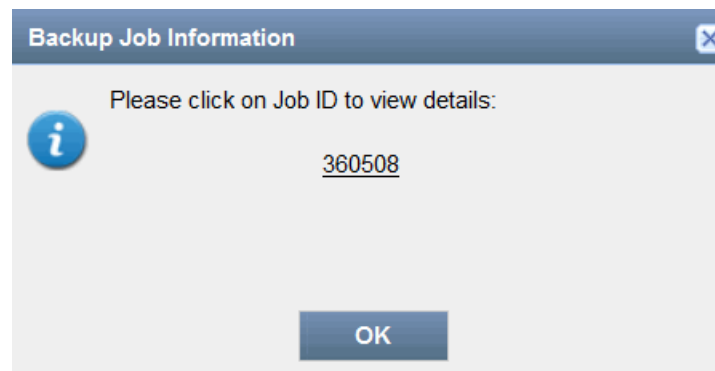 Backup Job Information
Please click on Job ID to view details:
360508
OK